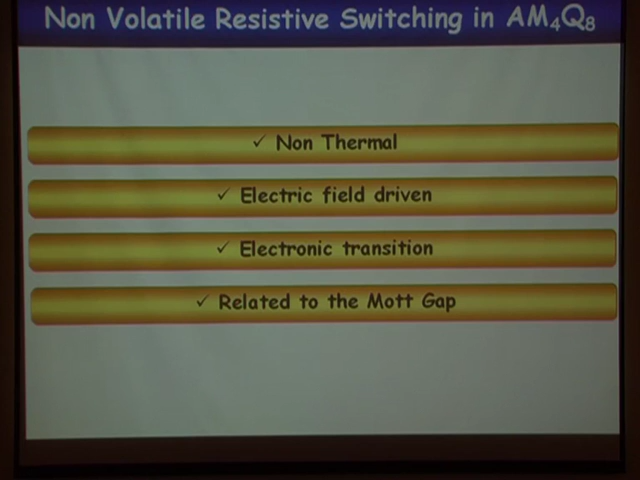 Non Volatile Resistive Switching in AM₄Q₈
✓ Non Thermal
✓ Electric field driven
✓ Electronic transition
✓ Related to the Mott Gap